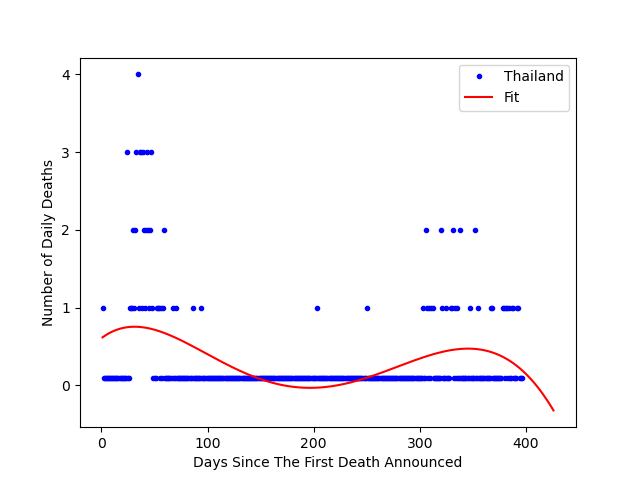 Thailand
Fit
4
3
2
1
0
Number of Daily Deaths
0 100 200 300 400
Days Since The First Death Announced